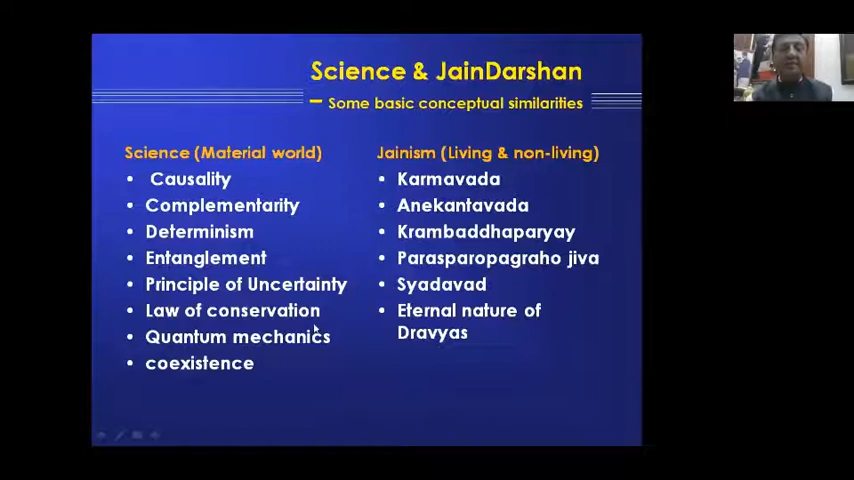 Science & JainDarshan
– Some basic conceptual similarities
Science (Material world)
• Causality
• Complementarity
• Determinism
• Entanglement
• Principle of Uncertainty
• Law of conservation
• Quantum mechanics
• coexistence
Jainism (Living & non-living)
• Karmavada
• Anekantavada
• Krambaddhaparyay
• Parasparopagraho jiva
• Syadavad
• Eternal nature of
Dravyas